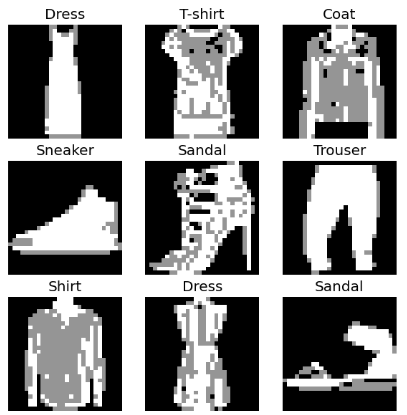 Dress T-shirt Coat
Sneaker Sandal Trouser
Shirt Dress Sandal